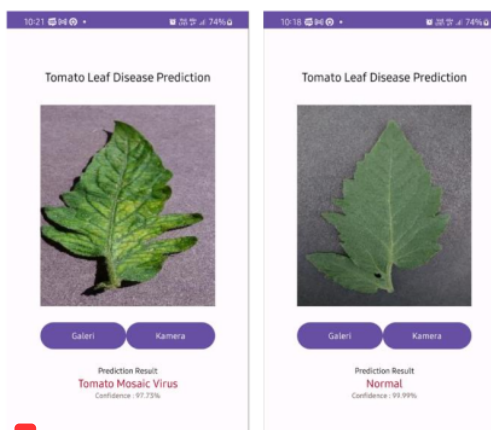 10:21
74%
Tomato Leaf Disease Prediction
Galeri
Kamera
Prediction Result
Tomato Mosaic Virus
Confidence : 97.73%
10:18
74%
Tomato Leaf Disease Prediction
Galeri
Kamera
Prediction Result
Normal
Confidence : 99.99%